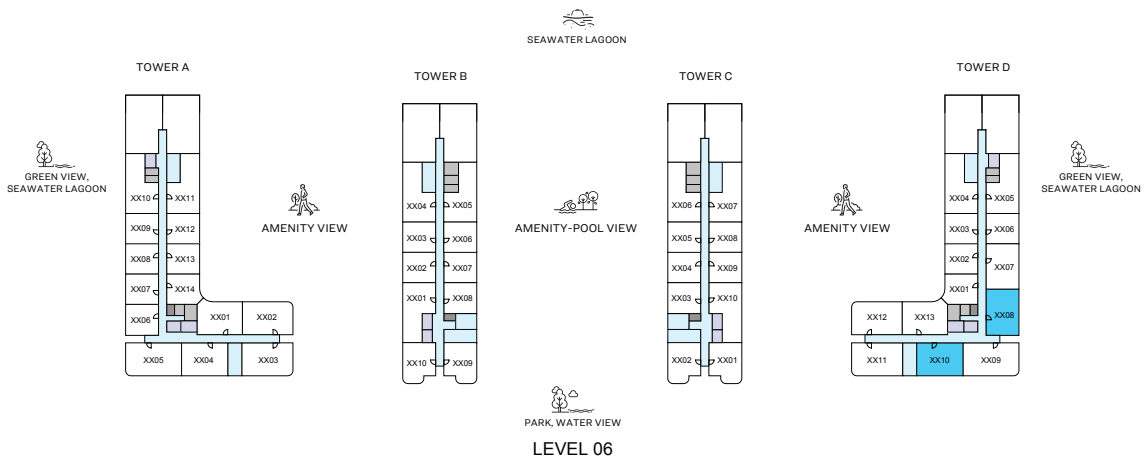 SEAWATER LAGOON
TOWER A
TOWER B
TOWER C
TOWER D
GREEN VIEW,
SEAWATER LAGOON
AMENITY VIEW
AMENITY-POOL VIEW
AMENITY VIEW
GREEN VIEW,
SEAWATER LAGOON
XX10 XX11
XX09 XX12
XX08 XX13
XX07 XX14
XX06 XX01 XX02
XX05 XX04 XX03
XX04 XX05
XX03 XX06
XX02 XX07
XX01 XX08
XX10 XX09
XX06 XX07
XX05 XX08
XX04 XX09
XX03 XX10
XX02 XX01
XX04 XX05
XX03 XX06
XX02 XX07
XX01
XX12 XX13 XX08
XX11 XX10 XX09
PARK, WATER VIEW
LEVEL 06